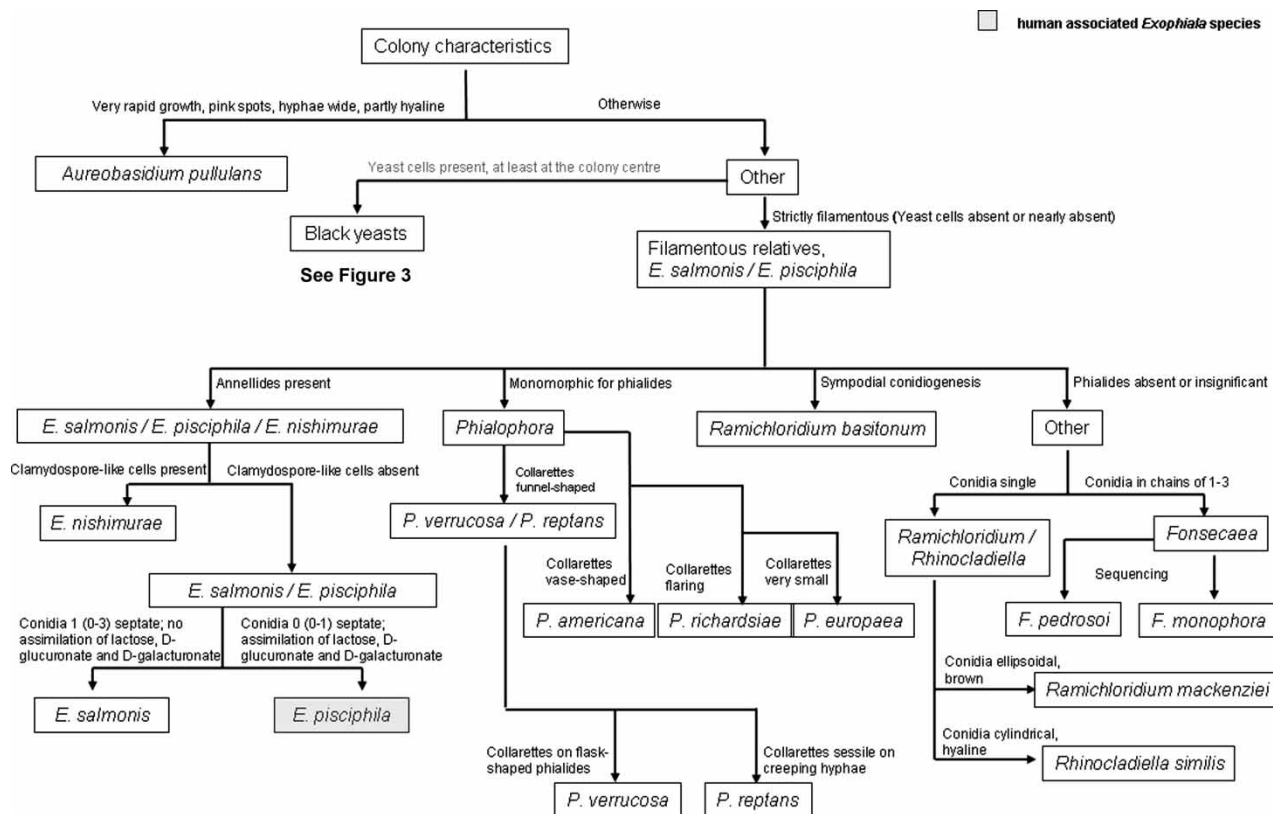 human associated Exophiala species
Colony characteristics
Very rapid growth, pink spots, hyphae wide, partly hyaline
Otherwise
Aureobasidium pullulans
Yeast cells present, at least at the colony centre
Other
Black yeasts
Strictly filamentous (Yeast cells absent or nearly absent)
See Figure 3
Filamentous relatives,
E. salmonis / E. pisciphila
Annellides present
Monomorphic for phialides
Sympodial conidiogenesis
Phialides absent or insignificant
E. salmonis / E. pisciphila / E. nishimurae
Phialophora
Ramichloridium basitonum
Other
Clamydospore-like cells present
Clamydospore-like cells absent
Collarettes
funnel-shaped
Conidia single
Conidia in chains of 1-3
E. nishimurae
P. verrucosa / P. reptans
Ramichloridium /
Rhinocladiella
Fonsecaea
E. salmonis / E. pisciphila
Collarettes
vase-shaped
Collarettes
flaring
Collarettes
very small
Sequencing
P. americana
P. richardsiae
P. europaea
F. pedrosoi
F. monophora
Conidia 1 (0-3) septate; no
assimilation of lactose, D-
glucuronate and D-galacturonate
Conidia 0 (0-1) septate;
assimilation of lactose, D-
glucuronate and D-galacturonate
E. salmonis
E. pisciphila
Conidia ellipsoidal,
brown
Ramichloridium mackenziei
Collarettes on flask-
shaped phialides
Collarettes sessile on
creeping hyphae
Conidia cylindrical,
hyaline
Rhinocladiella similis
P. verrucosa
P. reptans